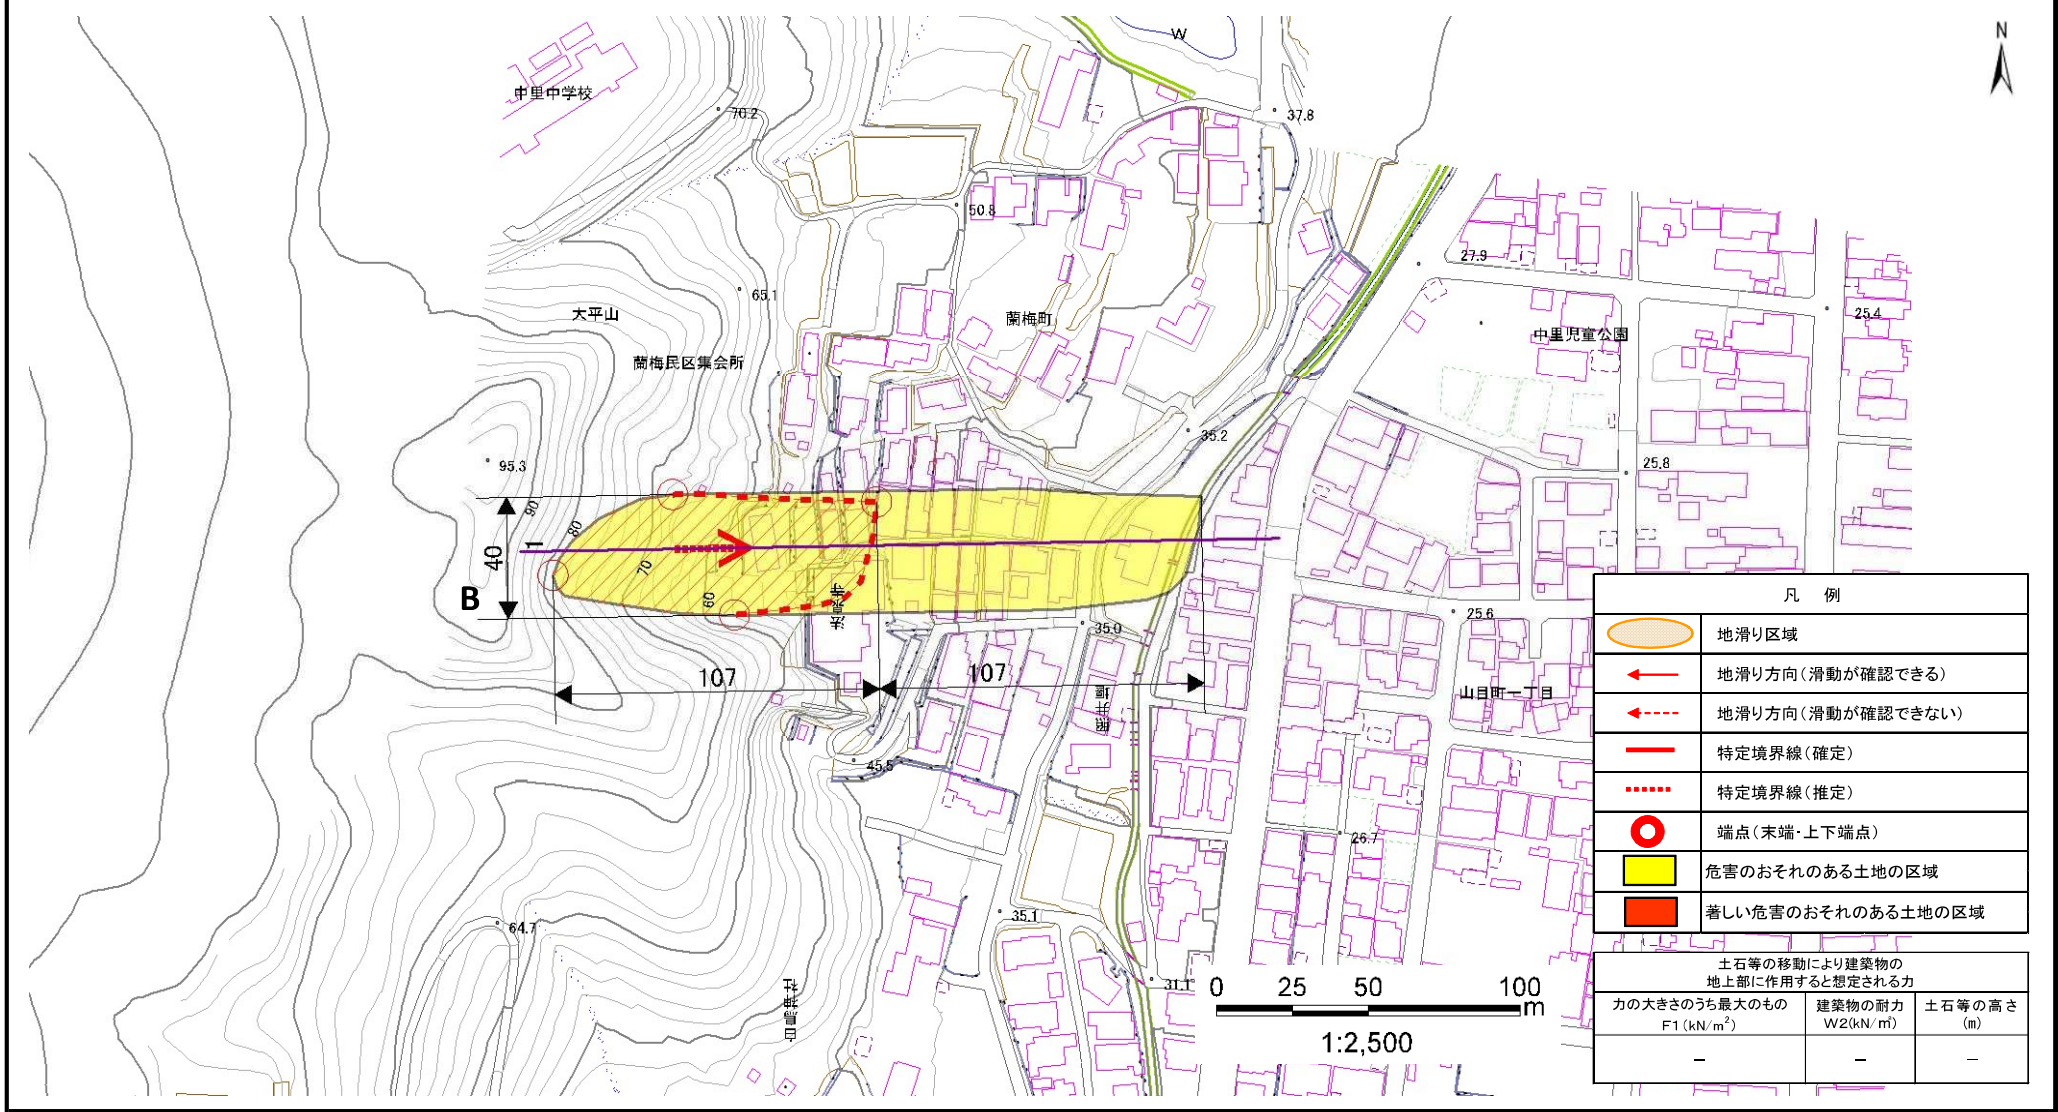 N
W
中里中学校
70.2
37.8
50.8
27.9
65.1
25.4
大平山
蘭梅町
中里児童公園
蘭梅民区集会所
35.2
25.8
95.3
90
80
1
40
70
60
B
法泉寺
25.6
35.0
107
107
照井堰
山目町一丁目
45.5
26.7
64.7
35.1
31.1
0 25 50 100
m
1:2,500
凡 例
地滑り区域
地滑り方向(滑動が確認できる)
地滑り方向(滑動が確認できない)
特定境界線(確定)
特定境界線(推定)
端点(末端・上下端点)
危害のおそれのある土地の区域
著しい危害のおそれのある土地の区域
土石等の移動により建築物の
地上部に作用すると想定される力
力の大きさのうち最大のもの 建築物の耐力 土石等の高さ
F1(kN/m²) W2(kN/㎡) (m)
― ― ―